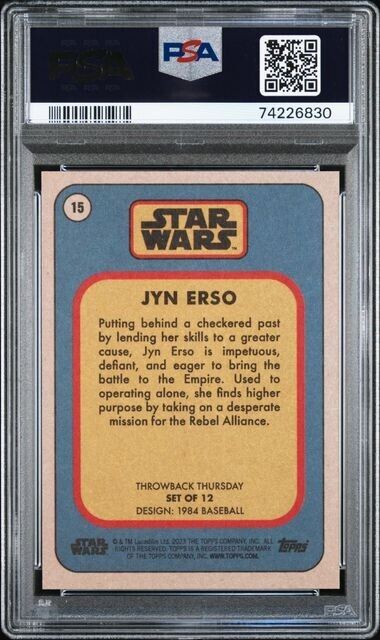 PSA
PSA
74226830
15
STAR
WARS
JYN ERSO
Putting behind a checkered past
by lending her skills to a greater
cause, Jyn Erso is impetuous,
defiant, and eager to bring the
battle to the Empire. Used to
operating alone, she finds higher
purpose by taking on a desperate
mission for the Rebel Alliance.
THROWBACK THURSDAY
SET OF 12
DESIGN: 1984 BASEBALL
STAR
WARS
© & TM Lucasfilm Ltd. 2023 THE TOPPS COMPANY, INC. ALL
RIGHTS RESERVED. TOPPS IS A REGISTERED TRADEMARK
OF THE TOPPS COMPANY, INC. WWW.TOPPS.COM.
Topps
PSA